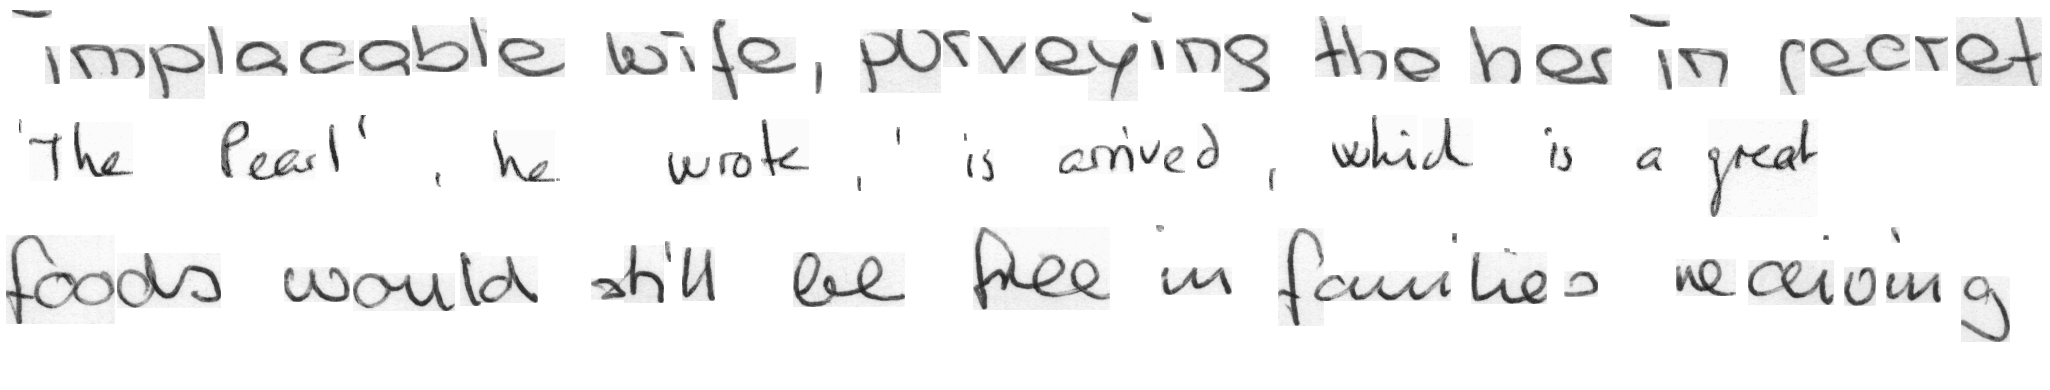 implacable wife, purveying the her in secret
'The Pearl', he wrote, 'is arrived, which is a great
foods would still be free in families receiving